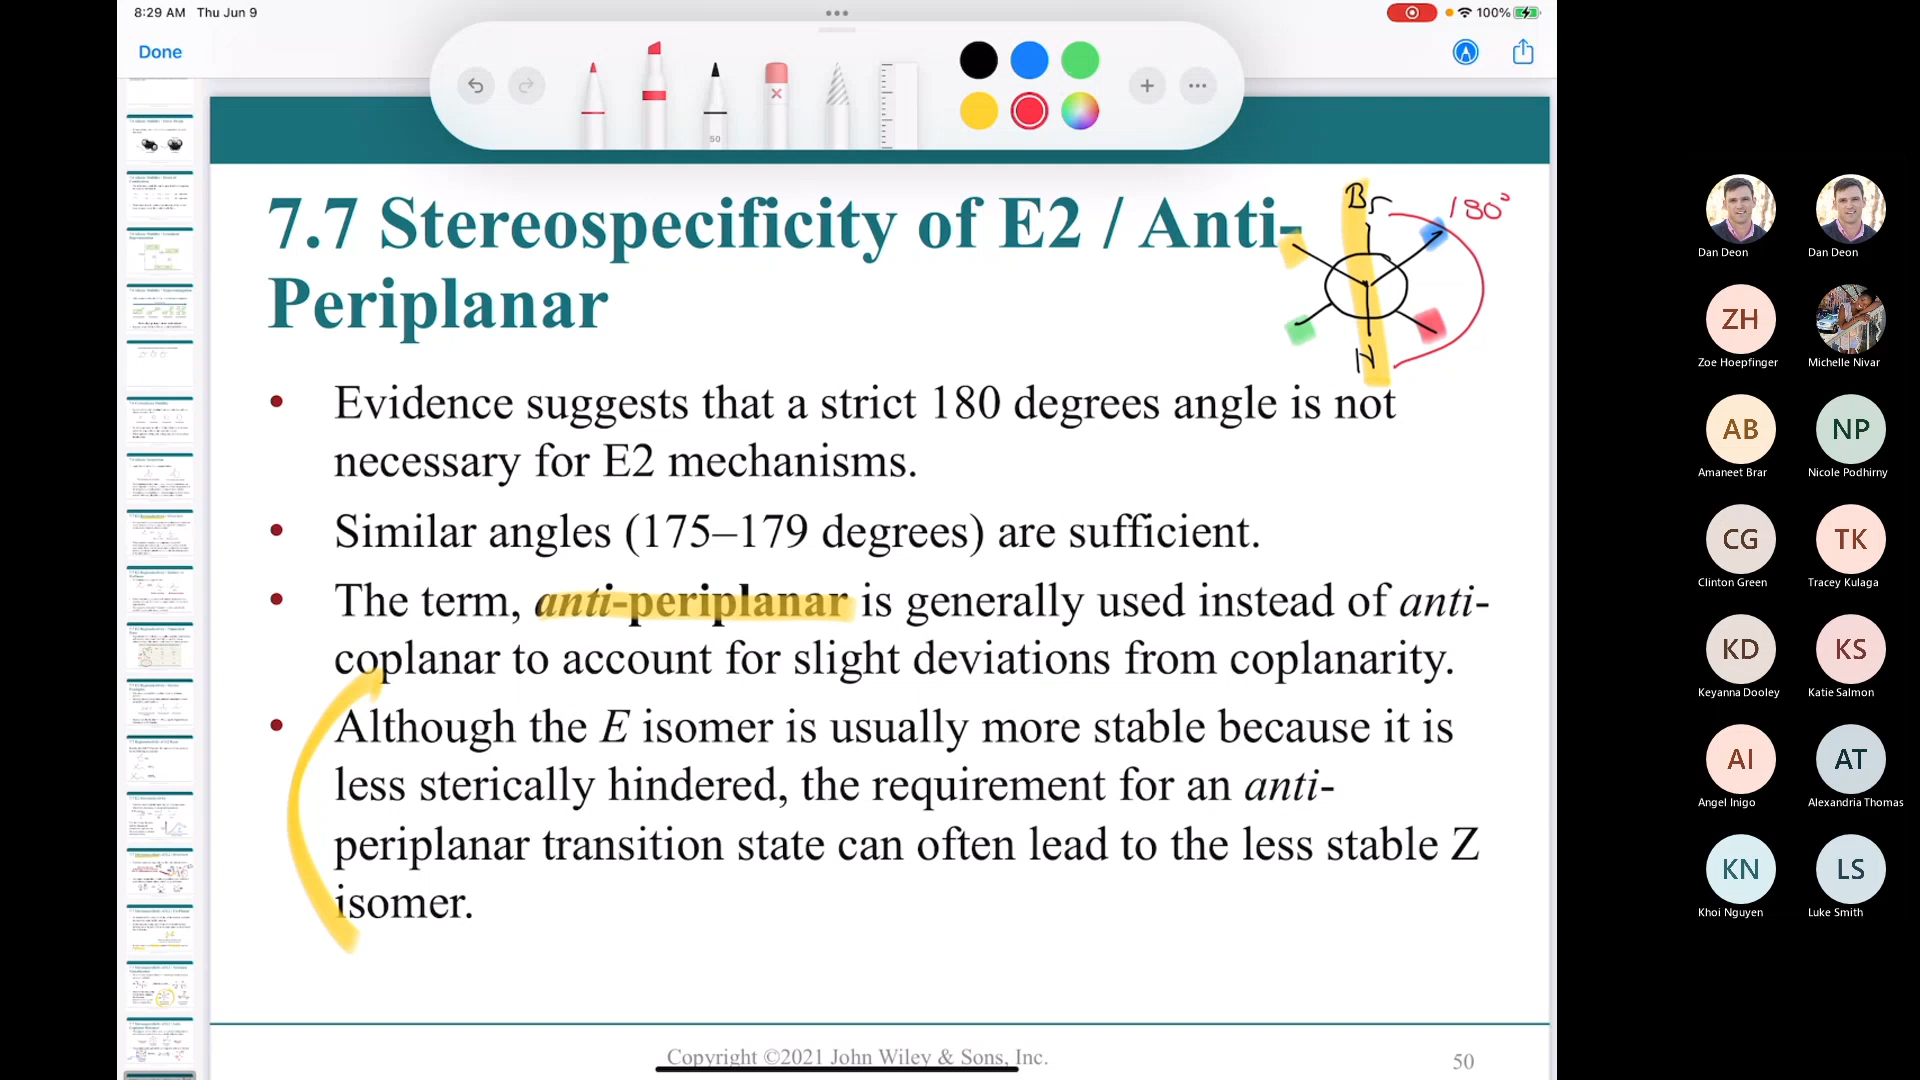 8:29 AM Thu Jun 9
100%
Done
50
7.7 Stereospecificity of E2 / Anti-
Periplanar
Br
180°
H
• Evidence suggests that a strict 180 degrees angle is not
necessary for E2 mechanisms.
• Similar angles (175–179 degrees) are sufficient.
• The term, anti-periplanar is generally used instead of anti-
coplanar to account for slight deviations from coplanarity.
• Although the E isomer is usually more stable because it is
less sterically hindered, the requirement for an anti-
periplanar transition state can often lead to the less stable Z
isomer.
Copyright ©2021 John Wiley & Sons, Inc.
50
Dan Deon
Dan Deon
ZH
Zoe Hoepfinger
Michelle Nivar
AB
Amaneet Brar
NP
Nicole Podhirny
CG
Clinton Green
TK
Tracey Kulaga
KD
Keyanna Dooley
KS
Katie Salmon
AI
Angel Inigo
AT
Alexandria Thomas
KN
Khoi Nguyen
LS
Luke Smith